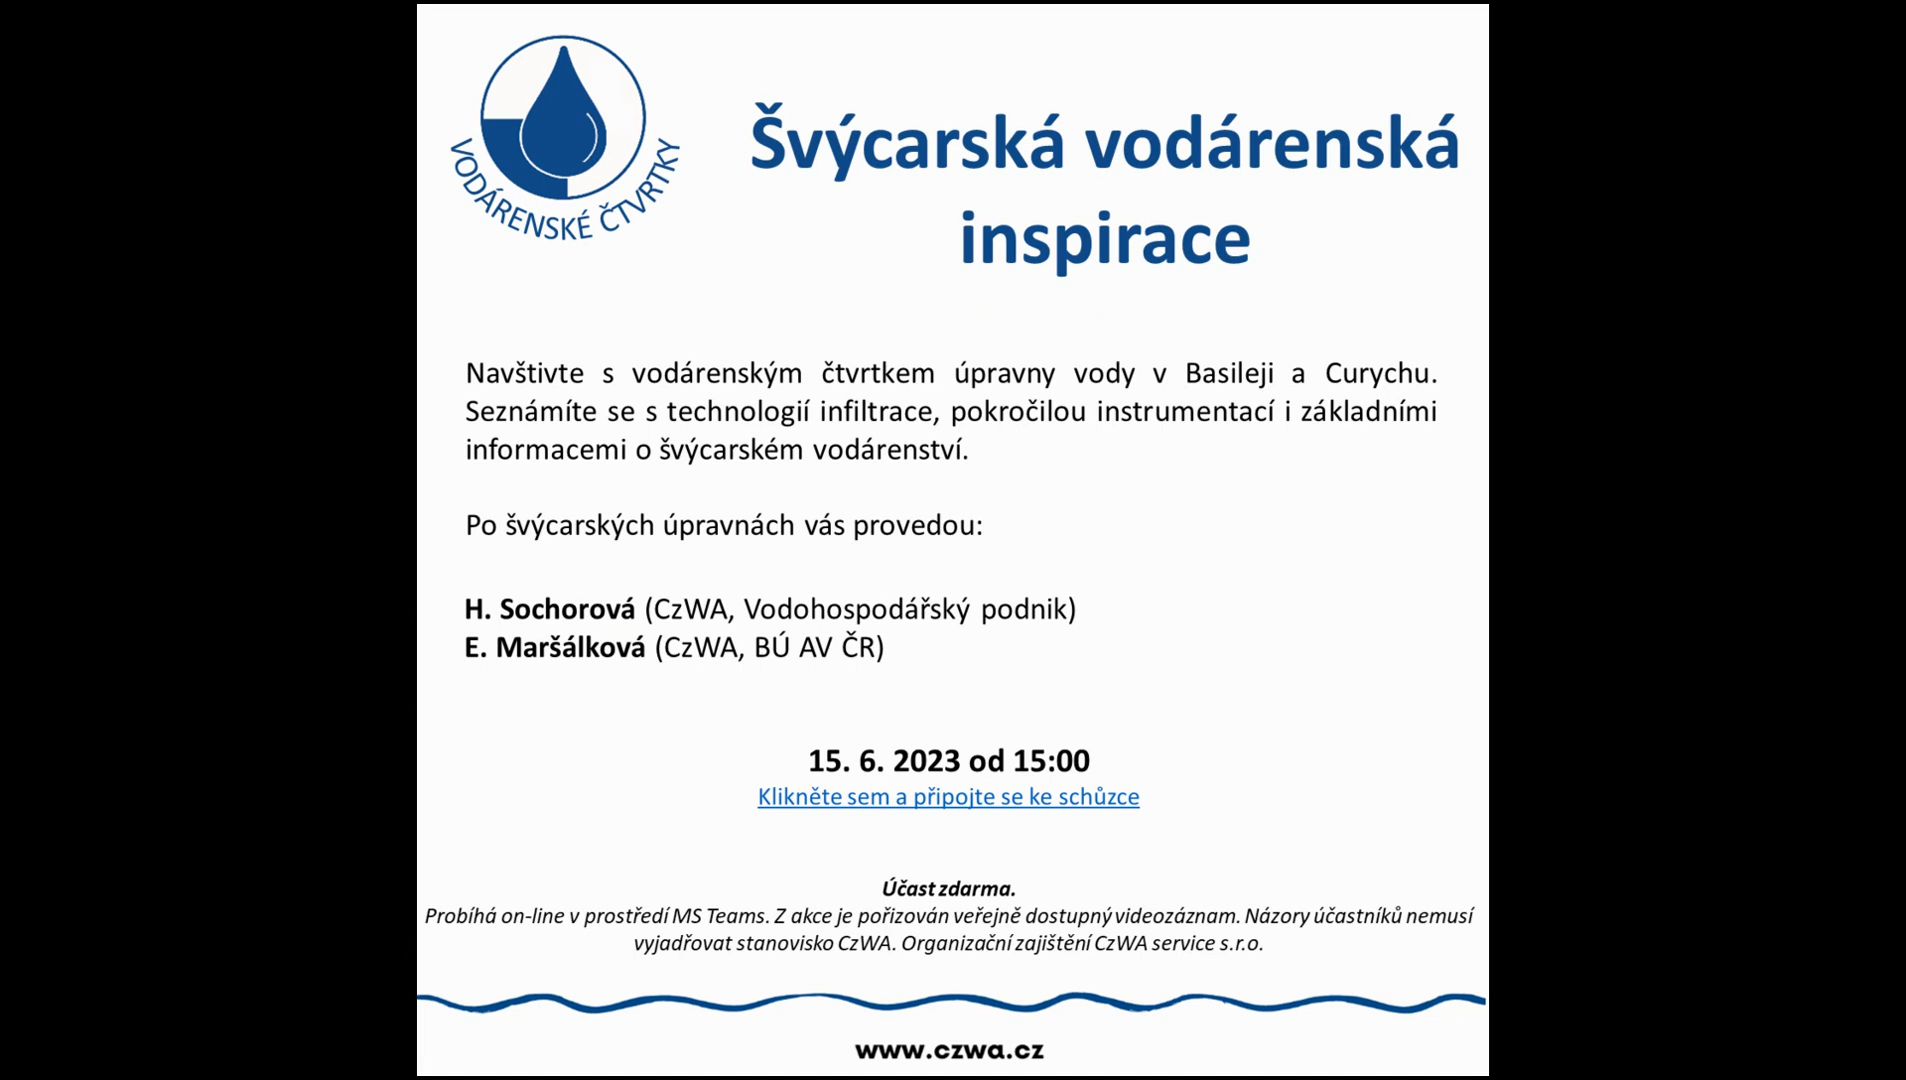 VODÁRENSKÉ ČTVRTKY
Švýcarská vodárenská
inspirace
Navštivte s vodárenským čtvrtkem úpravny vody v Basileji a Curychu.
Seznámíte se s technologií infiltrace, pokročilou instrumentací i základními
informacemi o švýcarském vodárenství.
Po švýcarských úpravnách vás provedou:
H. Sochorová (CzWA, Vodohospodářský podnik)
E. Maršálková (CzWA, BÚ AV ČR)
15. 6. 2023 od 15:00
Klikněte sem a připojte se ke schůzce
Účast zdarma.
Probíhá on-line v prostředí MS Teams. Z akce je pořizován veřejně dostupný videozáznam. Názory účastníků nemusí
vyjadřovat stanovisko CzWA. Organizační zajištění CzWA service s.r.o.
www.czwa.cz